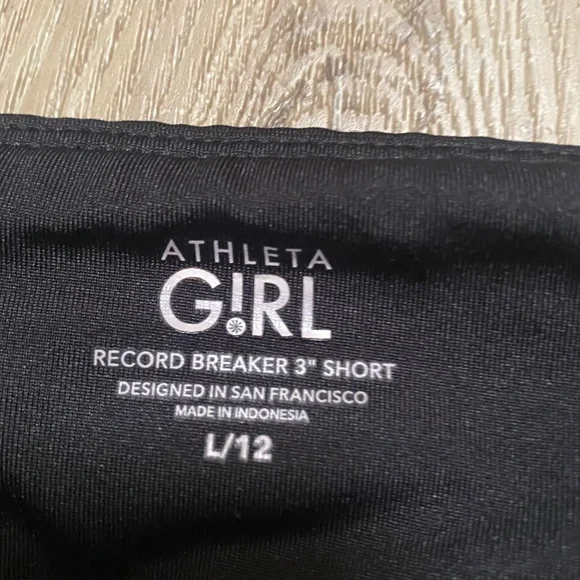 ATHLETA
G!RL
RECORD BREAKER 3" SHORT
DESIGNED IN SAN FRANCISCO
MADE IN INDONESIA
L/12